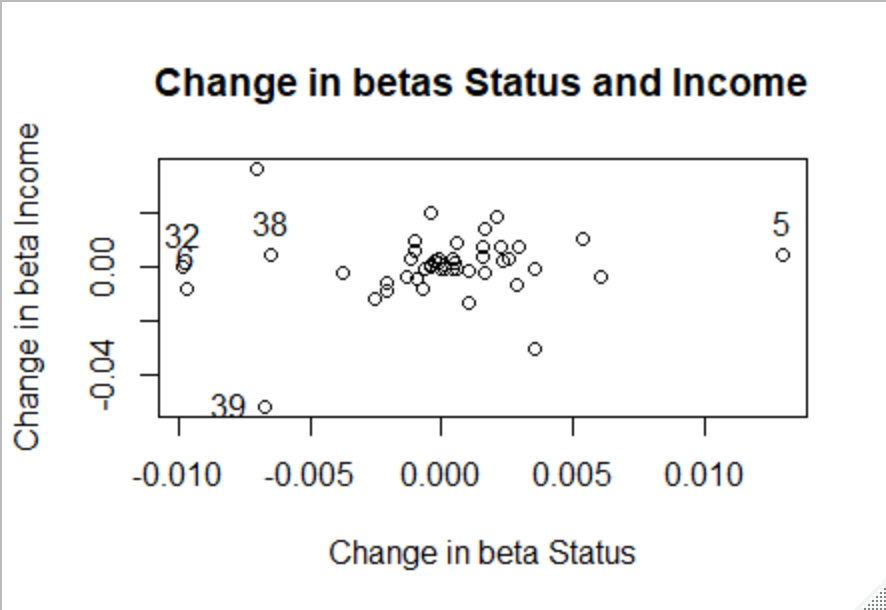 Change in betas Status and Income
Change in beta Income
0.00
-0.04
32
38
5
6
39
-0.010 -0.005 0.000 0.005 0.010
Change in beta Status